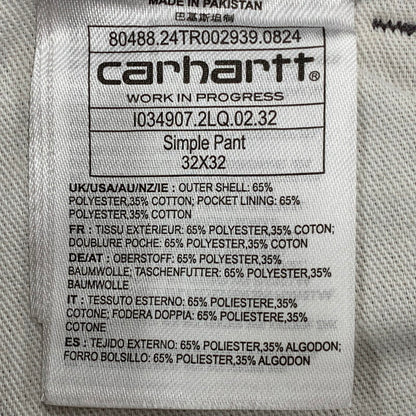 MADE IN PAKISTAN
巴基斯坦制
80488.24TR002939.0824
carhartt®
WORK IN PROGRESS
I034907.2LQ.02.32
Simple Pant
32X32
UK/USA/AU/NZ/IE : OUTER SHELL: 65%
POLYESTER,35% COTTON; POCKET LINING: 65%
POLYESTER,35% COTTON
FR : TISSU EXTÉRIEUR: 65% POLYESTER,35% COTON;
DOUBLURE POCHE: 65% POLYESTER,35% COTON
DE/AT : OBERSTOFF: 65% POLYESTER,35%
BAUMWOLLE; TASCHENFUTTER: 65% POLYESTER,35%
BAUMWOLLE
IT : TESSUTO ESTERNO: 65% POLIESTERE,35%
COTONE; FODERA DOPPIA: 65% POLIESTERE,35%
COTONE
ES : TEJIDO EXTERNO: 65% POLIÉSTER,35% ALGODON;
FORRO BOLSILLO: 65% POLIÉSTER,35% ALGODON